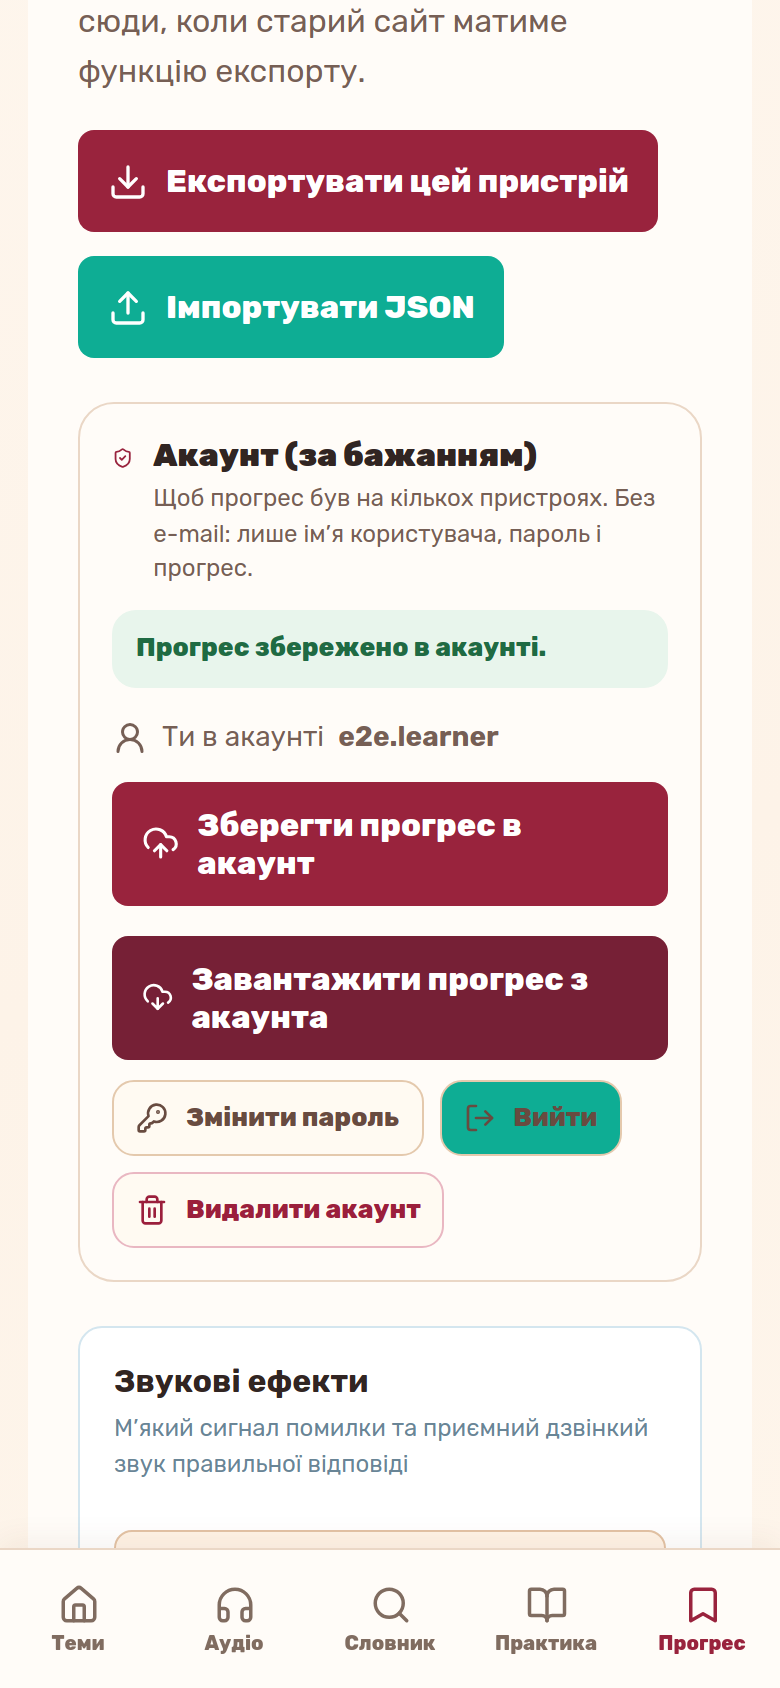 сюди, коли старий сайт матиме
функцію експорту.
Експортувати цей пристрій
Імпортувати JSON
Акаунт (за бажанням)
Щоб прогрес був на кількох пристроях. Без
e-mail: лише ім’я користувача, пароль і
прогрес.
Прогрес збережено в акаунті.
Ти в акаунті e2e.learner
Зберегти прогрес в
акаунт
Завантажити прогрес з
акаунта
Змінити пароль
Вийти
Видалити акаунт
Звукові ефекти
М’який сигнал помилки та приємний дзвінкий
звук правильної відповіді
Теми
Аудіо
Словник
Практика
Прогрес